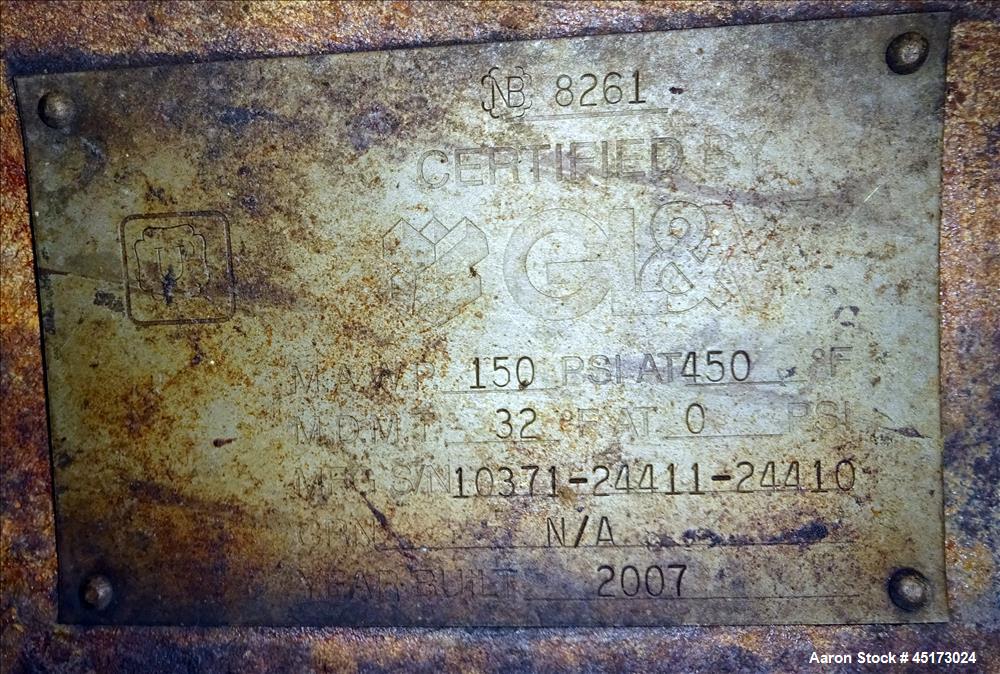 NB 8261
CERTIFIED BY
U
GL&V
M.A.W.P. 150 PSI AT 450 °F
M.D.M.T. 32 °F AT 0 PSI
MFG S/N 10371-24411-24410
CRN N/A
YEAR BUILT 2007
Aaron Stock # 45173024